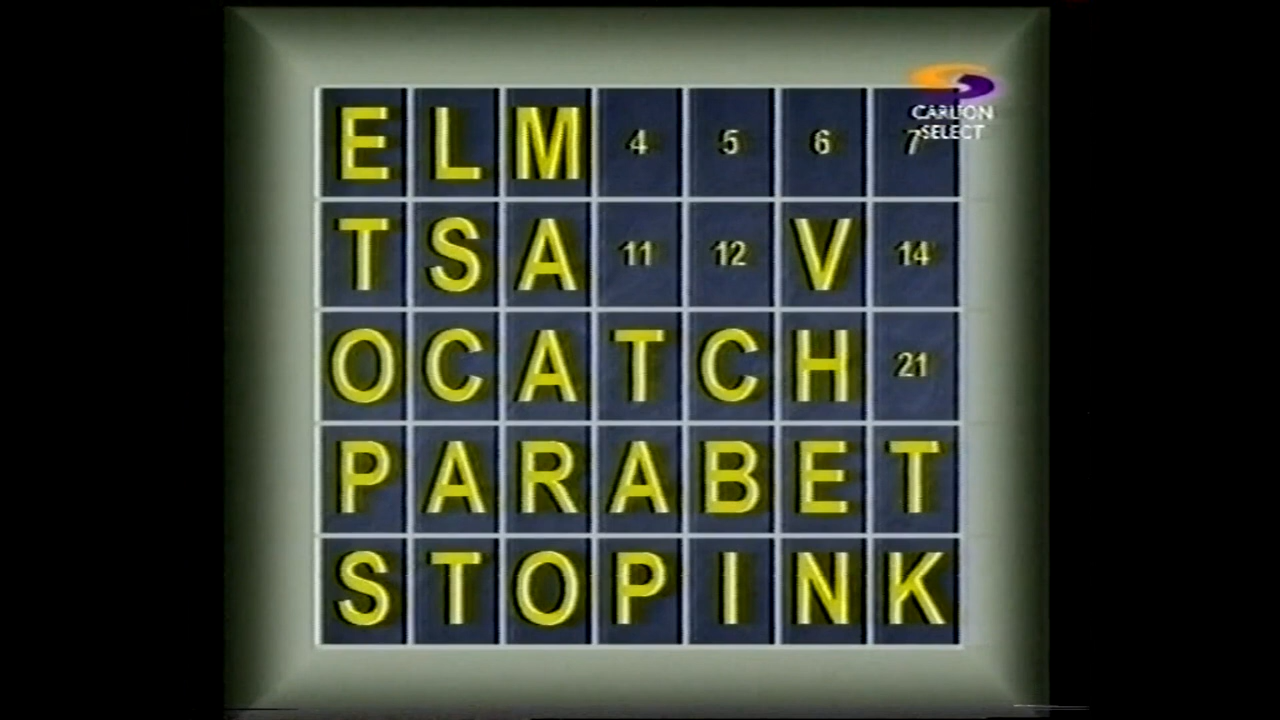 CARLTON
SELECT
E L M 4 5 6 7
T S A 11 12 V 14
O C A T C H 21
P A R A B E T
S T O P I N K